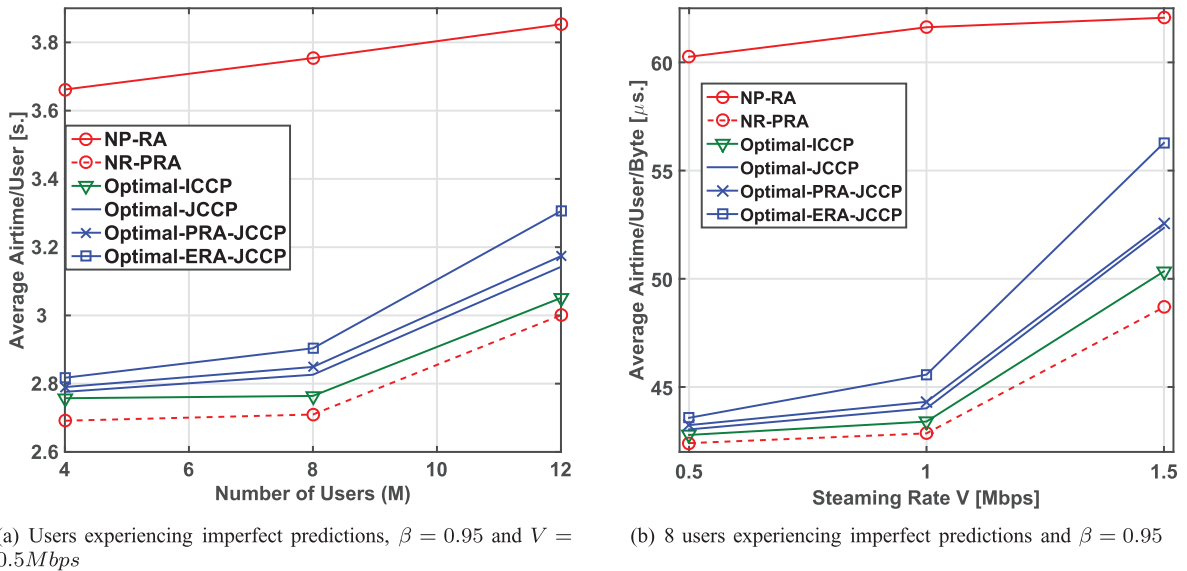 3.8
3.6
3.4
3.2
3
2.8
2.6
4
6
8
10
12
Average Airtime/User [s.]
Number of Users (M)
NP-RA
NR-PRA
Optimal-ICCP
Optimal-JCCP
Optimal-PRA-JCCP
Optimal-ERA-JCCP
60
55
50
45
0.5
1
1.5
Average Airtime/User/Byte [μs.]
Steaming Rate V [Mbps]
NP-RA
NR-PRA
Optimal-ICCP
Optimal-JCCP
Optimal-PRA-JCCP
Optimal-ERA-JCCP
(a) Users experiencing imperfect predictions, β = 0.95 and V =
0.5Mbps
(b) 8 users experiencing imperfect predictions and β = 0.95